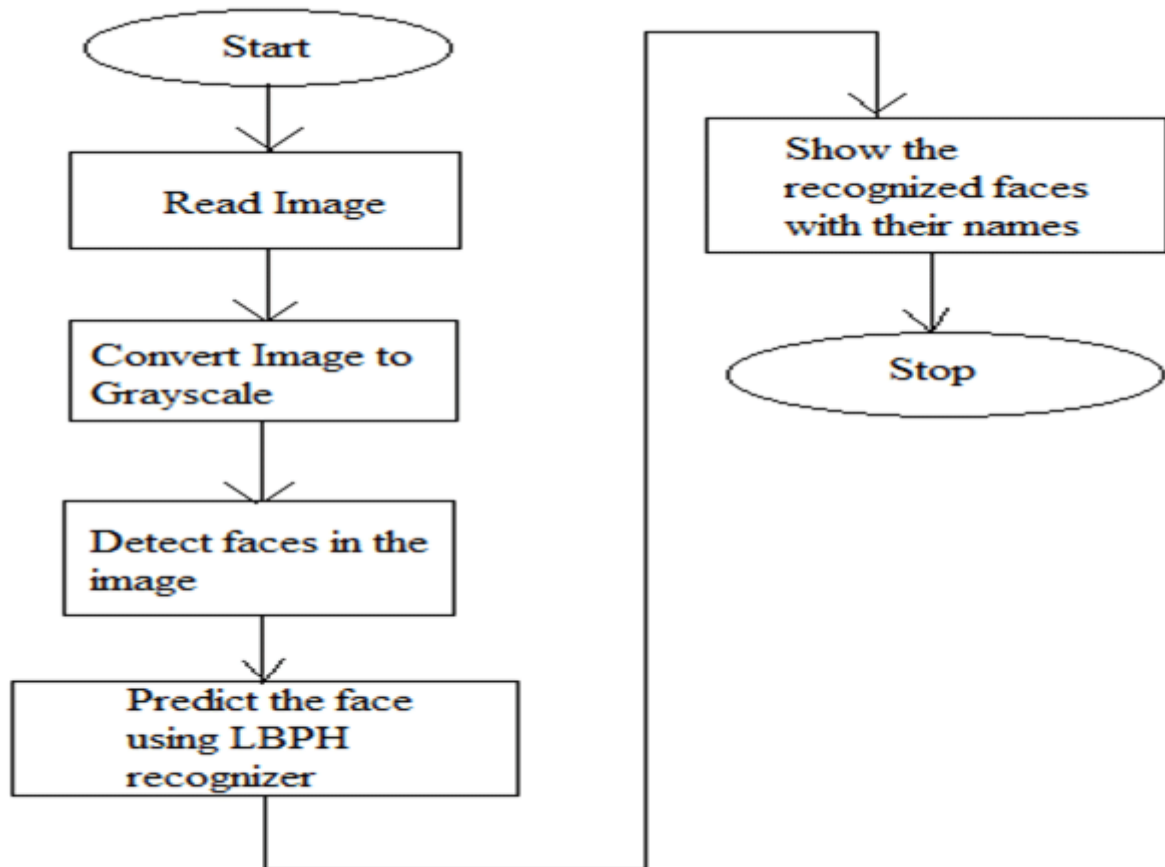 Start
Read Image
Convert Image to
Grayscale
Detect faces in the
image
Predict the face
using LBPH
recognizer
Show the
recognized faces
with their names
Stop